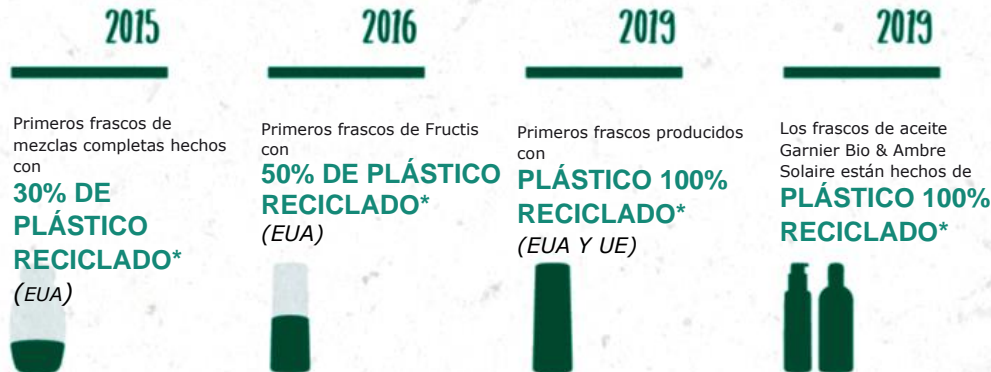 2015
Primeros frascos de
mezclas completas hechos
con
30% DE
PLÁSTICO
RECICLADO*
(EUA)
2016
Primeros frascos de Fructis
con
50% DE PLÁSTICO
RECICLADO*
(EUA)
2019
Primeros frascos producidos
con
PLÁSTICO 100%
RECICLADO*
(EUA Y UE)
2019
Los frascos de aceite
Garnier Bio & Ambre
Solaire están hechos de
PLÁSTICO 100%
RECICLADO*